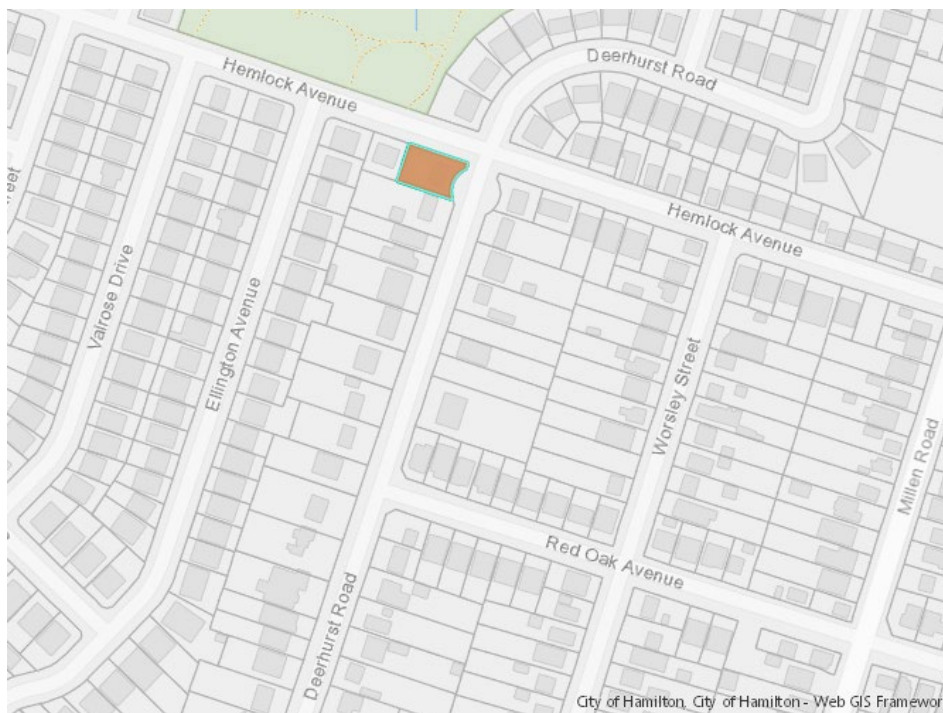 Deerhurst Road
Hemlock Avenue
Hemlock Avenue
Valrose Drive
Ellington Avenue
Worsley Street
Millen Road
Red Oak Avenue
Deerhurst Road
City of Hamilton, City of Hamilton - Web GIS Framewor